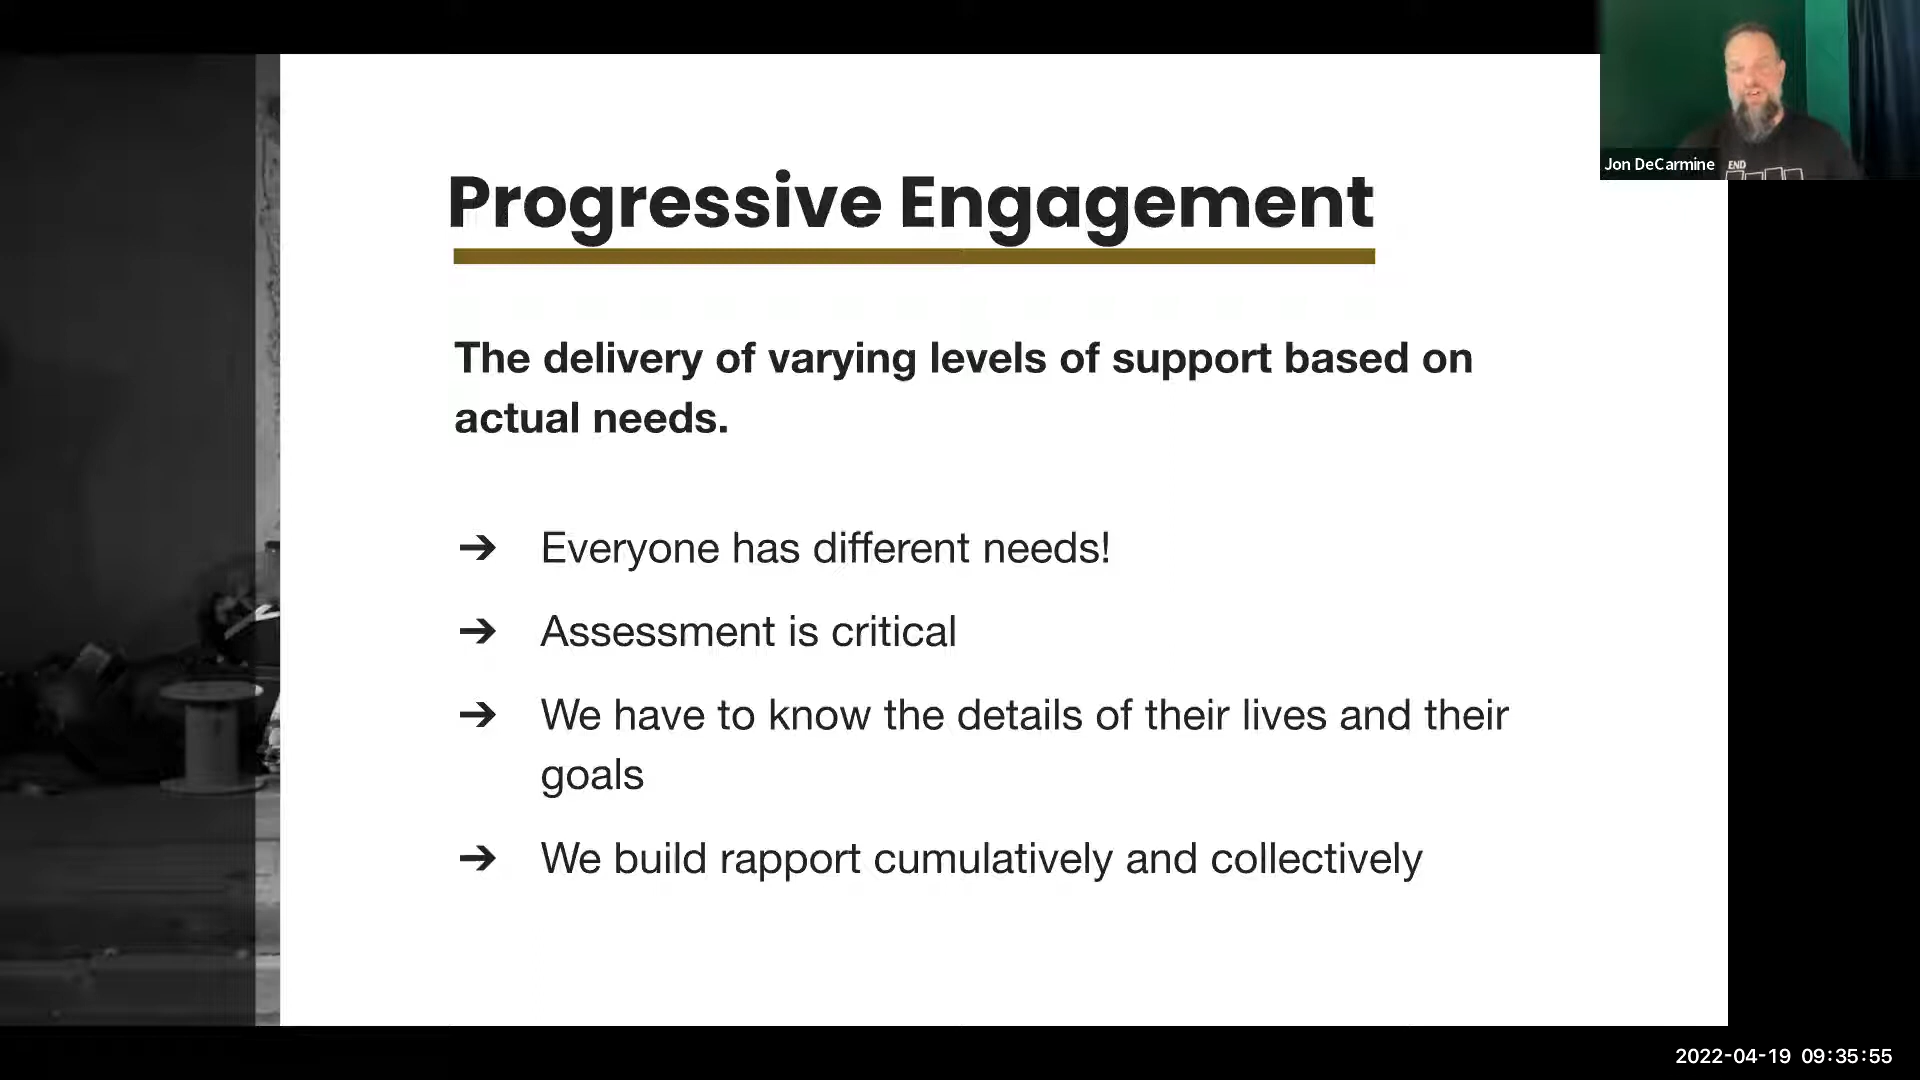 Progressive Engagement
The delivery of varying levels of support based on
actual needs.
➔ Everyone has different needs!
➔ Assessment is critical
➔ We have to know the details of their lives and their
goals
➔ We build rapport cumulatively and collectively
Jon DeCarmine
END
2022-04-19 09:35:55